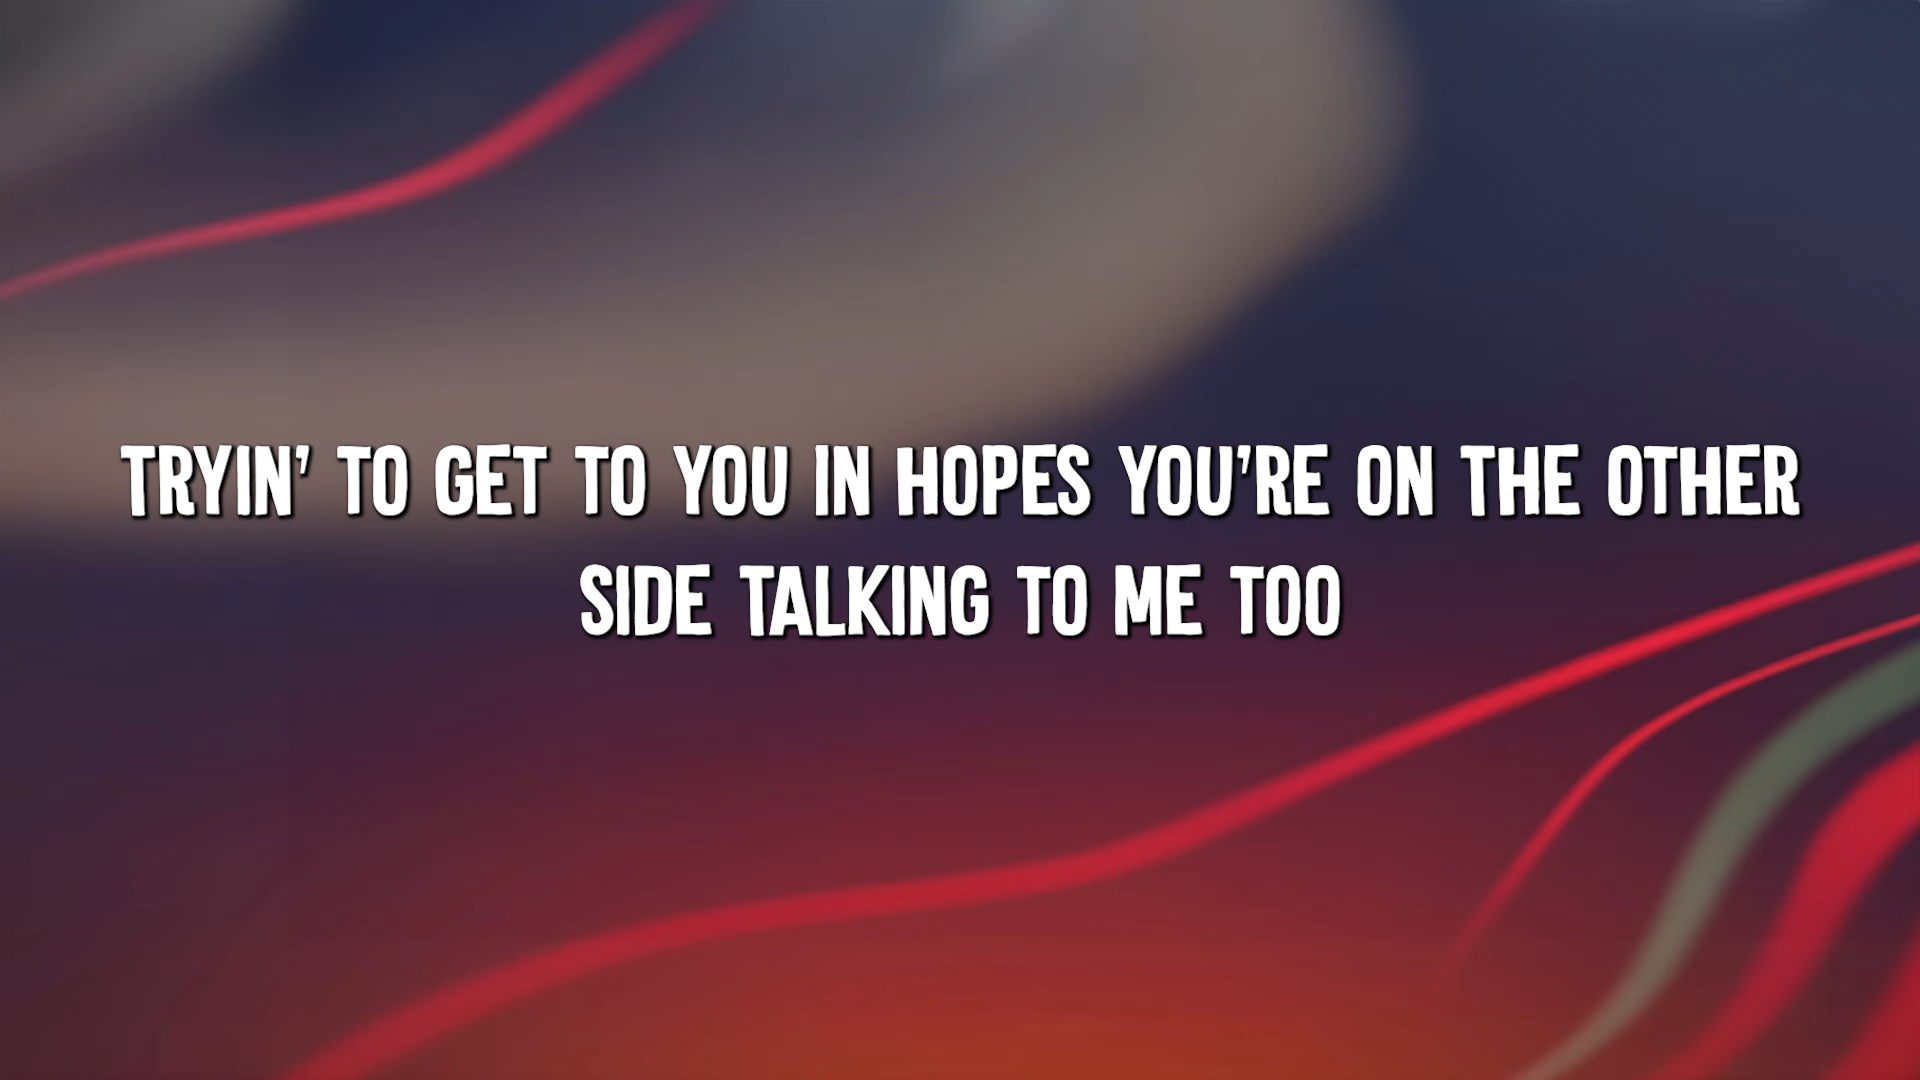 TRYIN' TO GET TO YOU IN HOPES YOU'RE ON THE OTHER
SIDE TALKING TO ME TOO